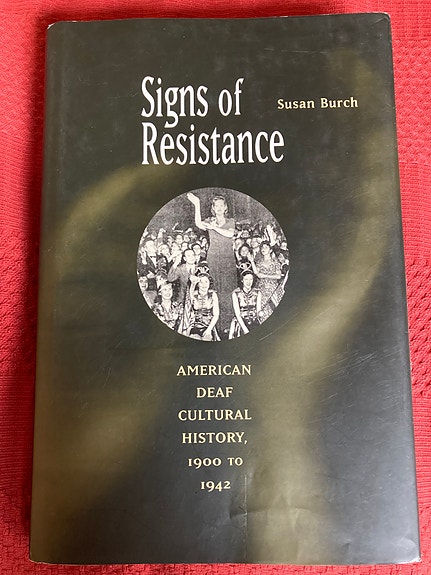 Signs of
Resistance
Susan Burch
AMERICAN
DEAF
CULTURAL
HISTORY,
1900 TO
1942